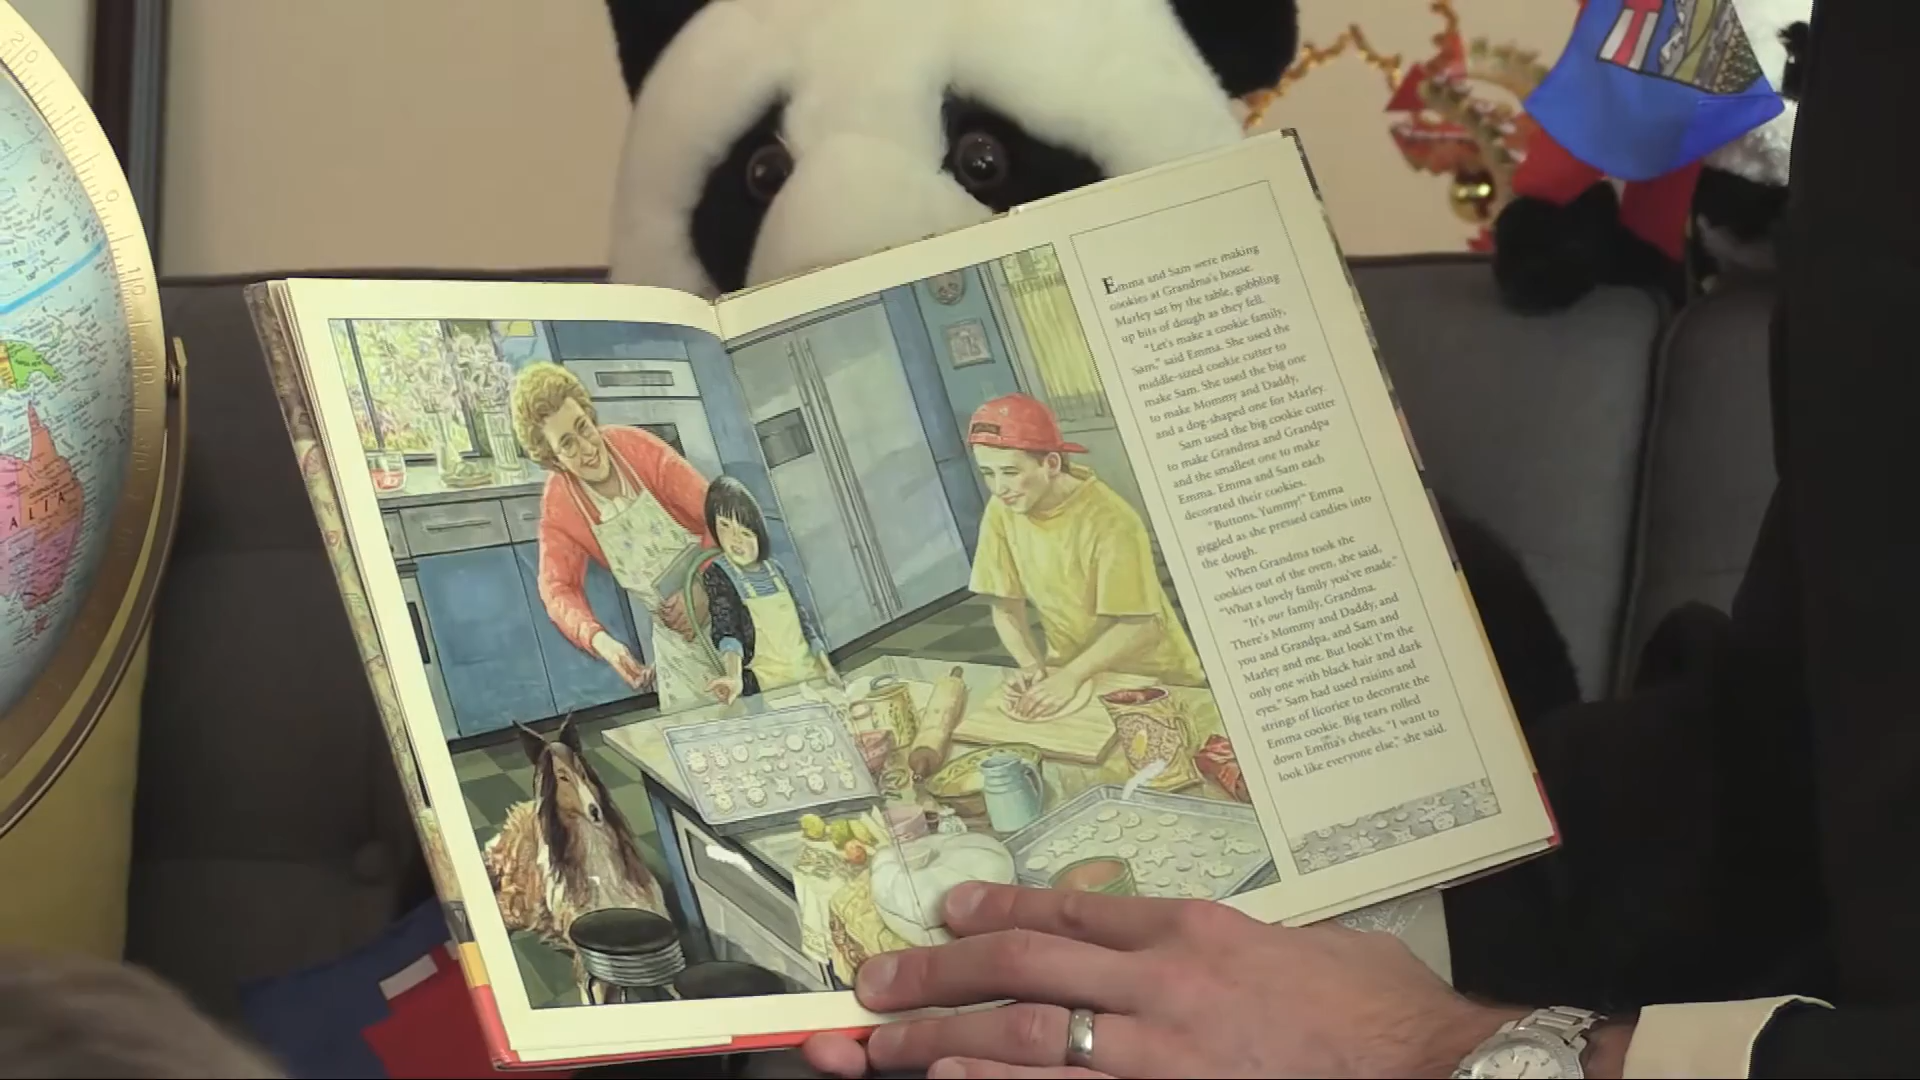 ALIA
210
110
0
110
Emma and Sam were making
cookies at Grandma's house.
Marley sat by the table, gobbling
up bits of dough as they fell.
"Let's make a cookie family,
Sam," said Emma. She used the
middle-sized cookie cutter to
make Sam. She used the big one
to make Mommy and Daddy,
and a dog-shaped one for Marley.
Sam used the big cookie cutter
to make Grandma and Grandpa
and the smallest one to make
Emma. Emma and Sam each
decorated their cookies.
"Buttons. Yummy!" Emma
giggled as she pressed candies into
the dough.
When Grandma took the
cookies out of the oven, she said,
"What a lovely family you've made."
"It's our family, Grandma.
There's Mommy and Daddy, and
you and Grandpa, and Sam and
Marley and me. But look! I'm the
only one with black hair and dark
eyes." Sam had used raisins and
strings of licorice to decorate the
Emma cookie. Big tears rolled
down Emma's cheeks. "I want to
look like everyone else," she said.